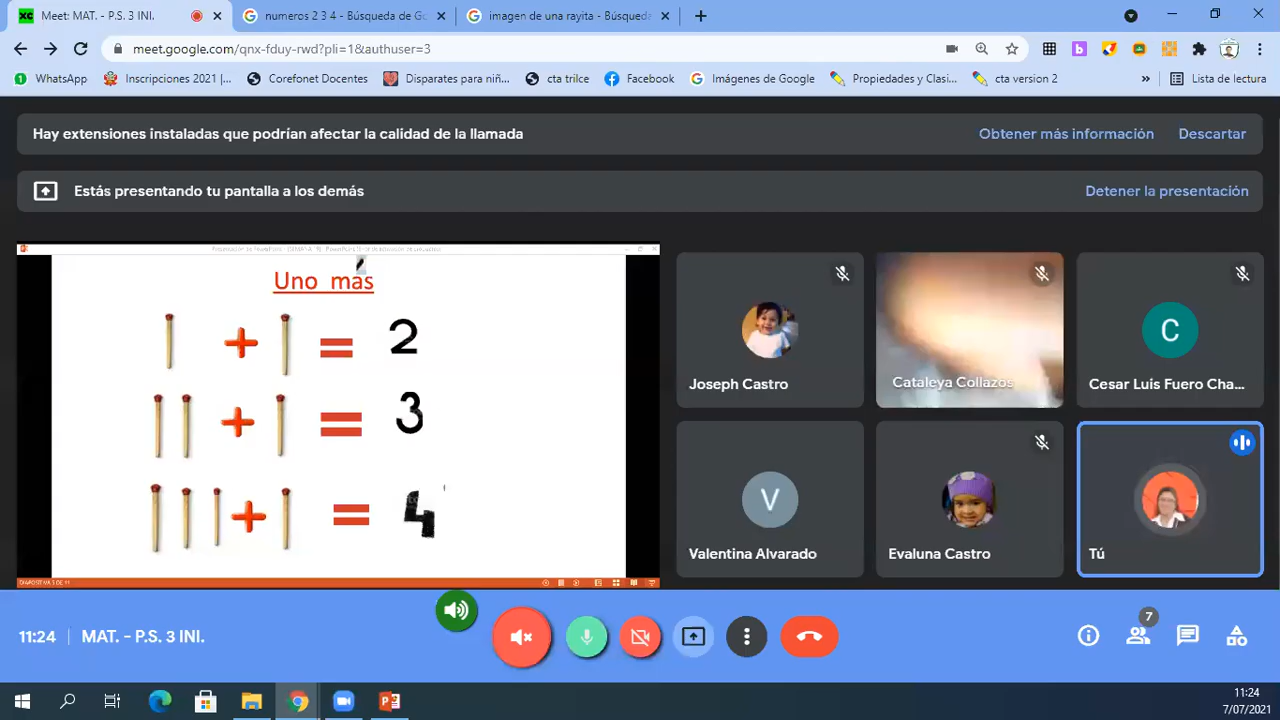 Meet: MAT. - P.S. 3 INI.
numeros 2 3 4 - Búsqueda de Go
imagen de una rayita - Búsqueda
meet.google.com/qnx-fduy-rwd?pli=1&authuser=3
WhatsApp
Inscripciones 2021 |...
Corefonet Docentes
Disparates para niñ...
cta trilce
Facebook
Imágenes de Google
Propiedades y Clasi...
cta version 2
»
Lista de lectura
Hay extensiones instaladas que podrían afectar la calidad de la llamada
Obtener más información
Descartar
Estás presentando tu pantalla a los demás
Detener la presentación
Uno mas
+ = 2
+ = 3
+ = 4
Joseph Castro
Cataleya Collazos
Cesar Luis Fuero Cha...
C
Valentina Alvarado
V
Evaluna Castro
Tú
11:24
MAT. - P.S. 3 INI.
7
11:24
7/07/2021